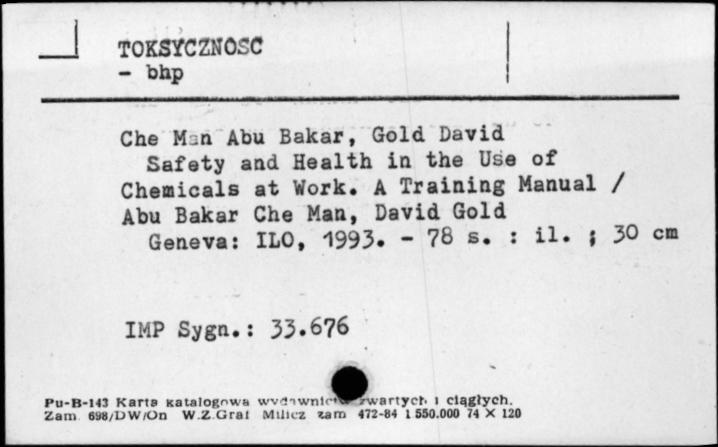 TOKSYCZNOSC
- bhp
Che Man Abu Bakar, Gold David
Safety and Health in the Use of
Chemicals at Work. A Training Manual /
Abu Bakar Che Man, David Gold
Geneva: ILO, 1993. - 78 s. : il. ; 30 cm
IMP Sygn.: 33.676
Pu-B-143 Karta katalogowa wydawnictw zwartych i ciągłych.
Zam. 698/DW/On W.Z.Graf Milicz zam 472-84 1 550.000 74 X 120